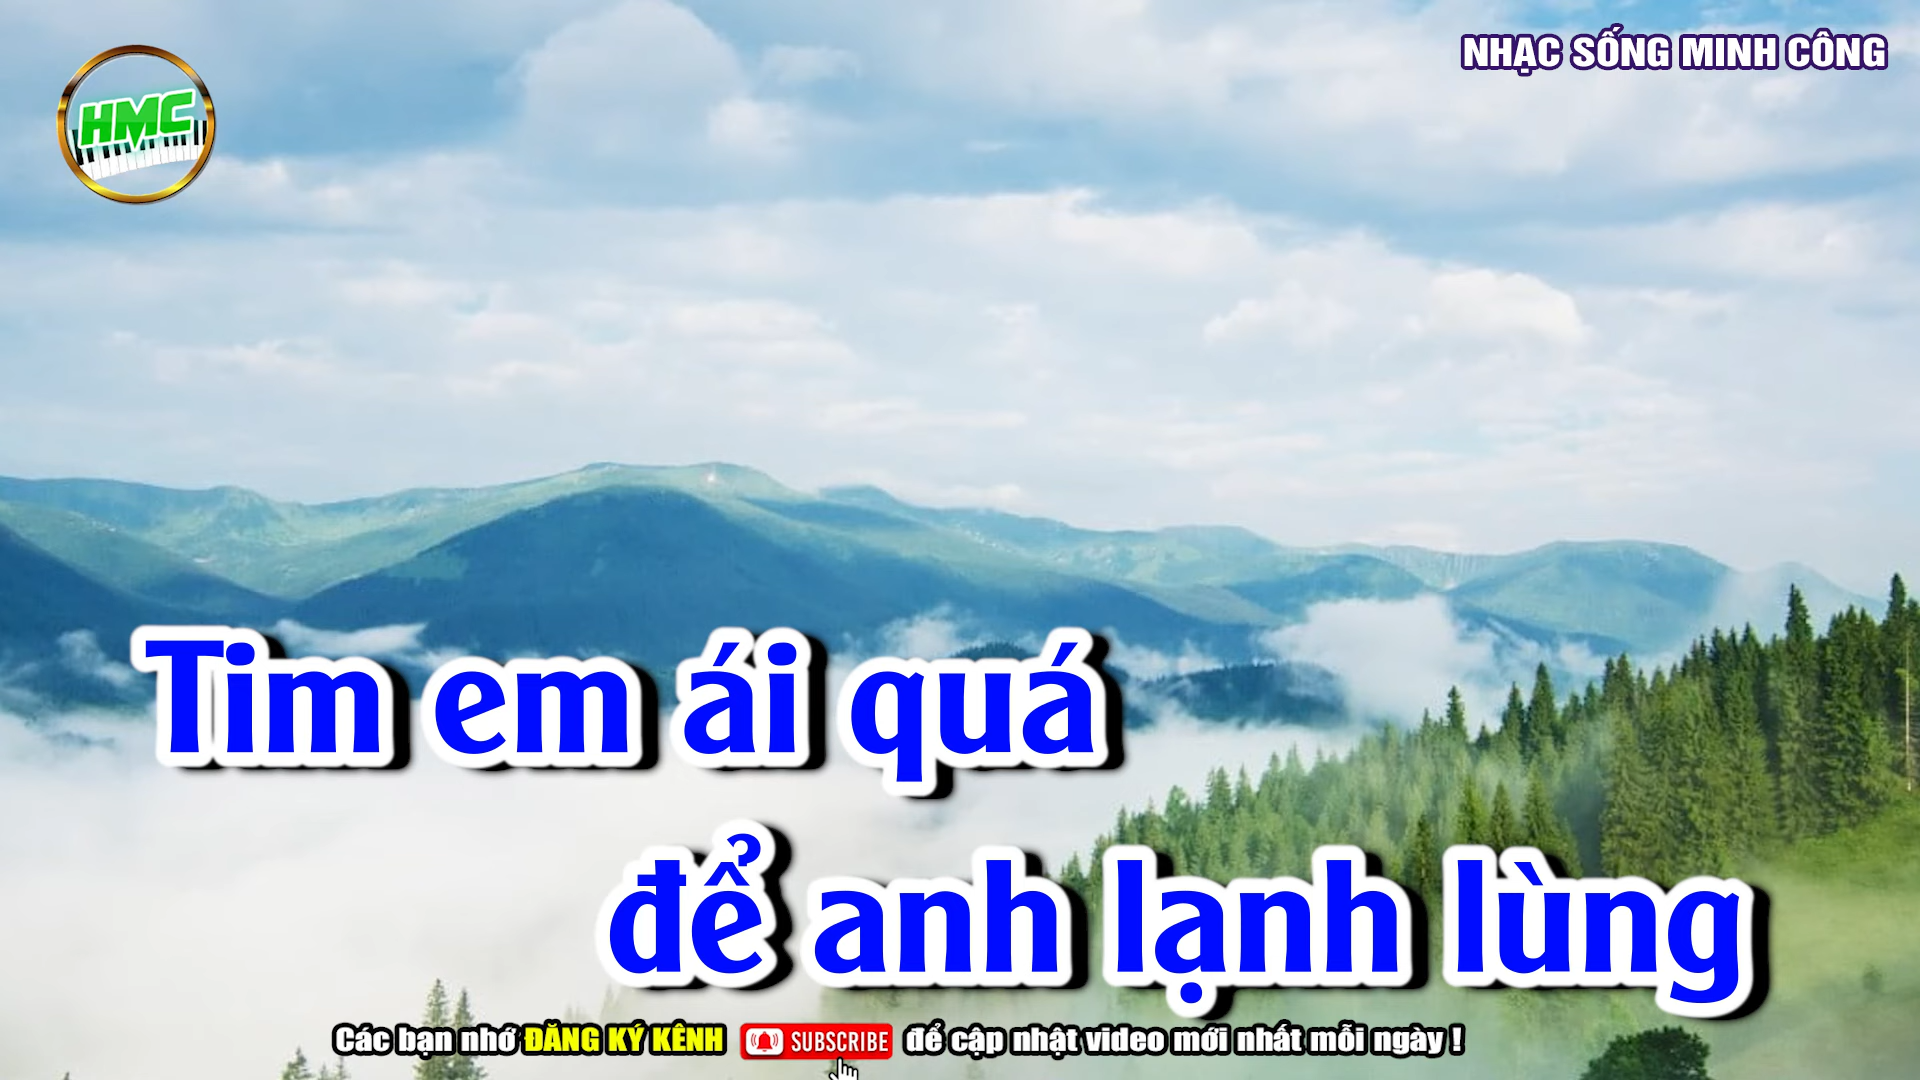 NHẠC SỐNG MINH CÔNG
HMC
Tim em ái quá
để anh lạnh lùng
Các bạn nhớ ĐĂNG KÝ KÊNH SUBSCRIBE để cập nhật video mới nhất mỗi ngày !